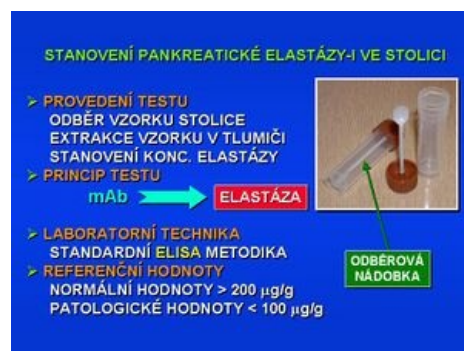 STANOVENÍ PANKREATICKÉ ELASTÁZY-I VE STOLICI
➢ PROVEDENÍ TESTU
ODBĚR VZORKU STOLICE
EXTRAKCE VZORKU V TLUMIČI
STANOVENÍ KONC. ELASTÁZY
➢ PRINCIP TESTU
mAb ELASTÁZA
➢ LABORATORNÍ TECHNIKA
STANDARDNÍ ELISA METODIKA
➢ REFERENČNÍ HODNOTY
NORMÁLNÍ HODNOTY > 200 µg/g
PATOLOGICKÉ HODNOTY < 100 µg/g
ODBĚROVÁ
NÁDOBKA